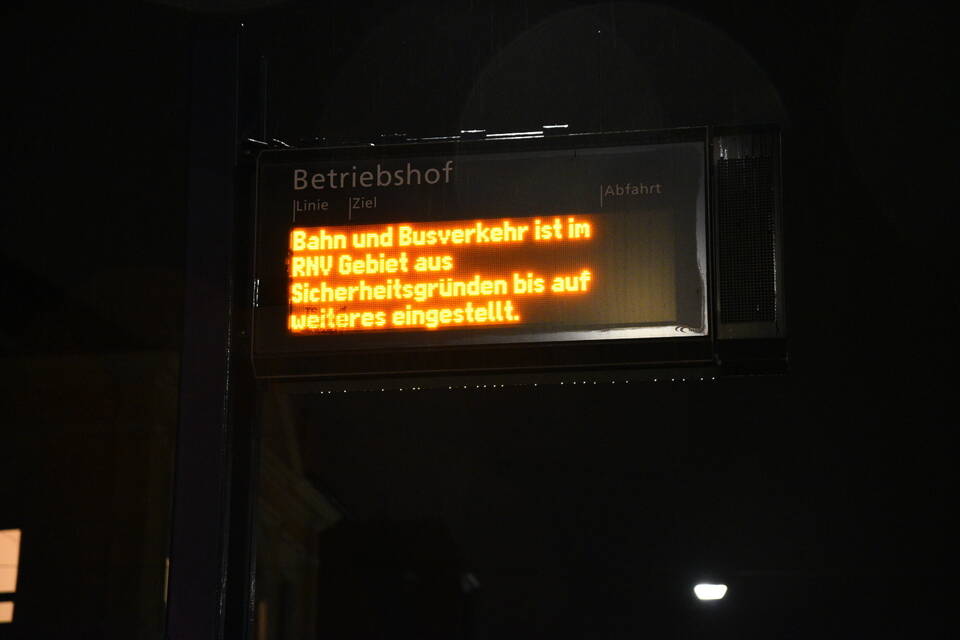 Betriebshof
Linie Ziel Abfahrt
Bahn und Busverkehr ist im
RNV Gebiet aus
Sicherheitsgründen bis auf
weiteres eingestellt.